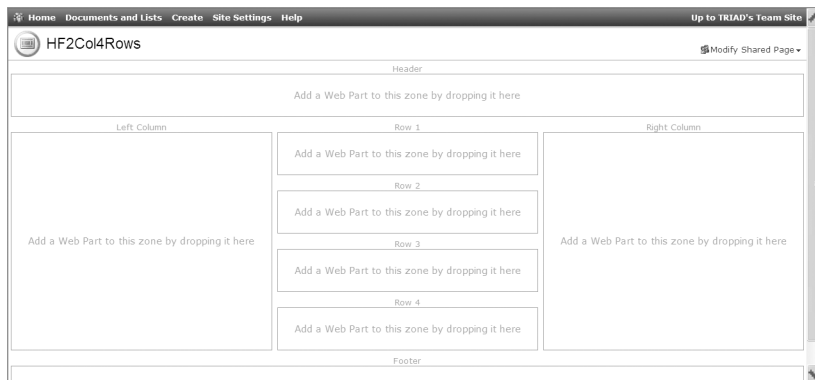 Home Documents and Lists Create Site Settings Help Up to TRIAD's Team Site
HF2Col4Rows
Modify Shared Page
Header
Add a Web Part to this zone by dropping it here
Left Column
Add a Web Part to this zone by dropping it here
Row 1
Add a Web Part to this zone by dropping it here
Row 2
Add a Web Part to this zone by dropping it here
Row 3
Add a Web Part to this zone by dropping it here
Row 4
Add a Web Part to this zone by dropping it here
Right Column
Add a Web Part to this zone by dropping it here
Footer